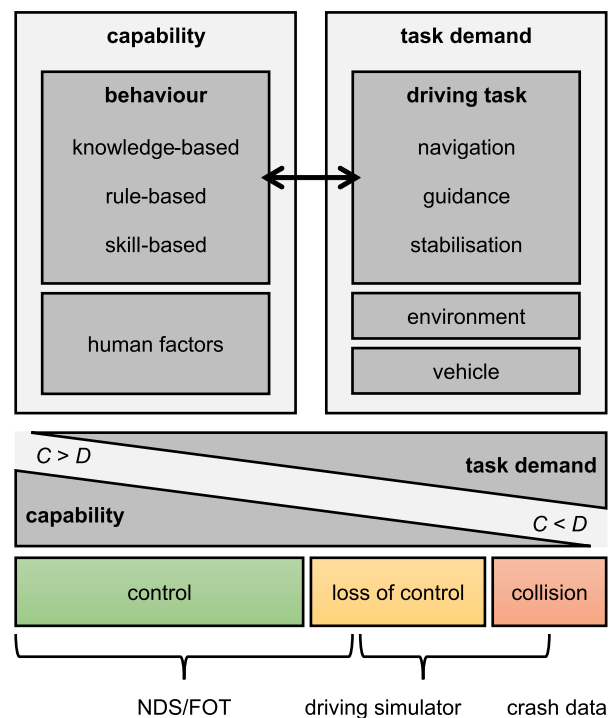 capability
behaviour
knowledge-based
rule-based
skill-based
human factors
task demand
driving task
navigation
guidance
stabilisation
environment
vehicle
C > D
task demand
capability
C < D
control
loss of control
collision
NDS/FOT
driving simulator
crash data